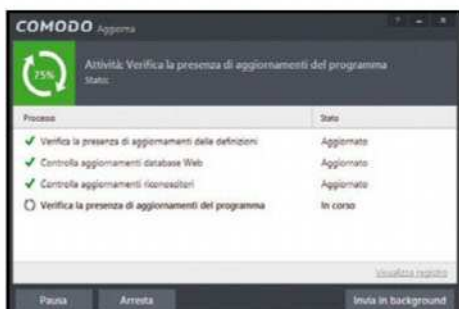 COMODO Aggiorna
? – x
75%
Attività: Verifica la presenza di aggiornamenti del programma
Stato:
Processo Stato
Verifica la presenza di aggiornamenti delle definizioni Aggiornato
Controlla aggiornamenti database Web Aggiornato
Controlla aggiornamenti riconoscitori Aggiornato
Verifica la presenza di aggiornamenti del programma In corso
Visualizza registro
Pausa Arresta Invia in background